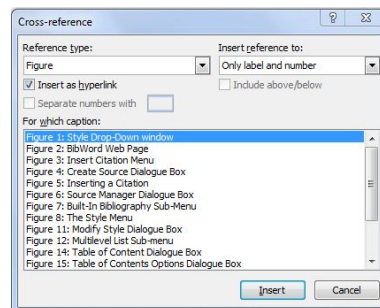 Cross-reference
Reference type:
Insert reference to:
Figure
Only label and number
Insert as hyperlink
Include above/below
Separate numbers with
For which caption:
Figure 1: Style Drop-Down window
Figure 2: BibWord Web Page
Figure 3: Insert Citation Menu
Figure 4: Create Source Dialogue Box
Figure 5: Inserting a Citation
Figure 6: Source Manager Dialogue Box
Figure 7: Built-In Bibliography Sub-Menu
Figure 8: The Style Menu
Figure 11: Modify Style Dialogue Box
Figure 12: Multilevel List Sub-menu
Figure 14: Table of Content Dialogue Box
Figure 15: Table of Contents Options Dialogue Box
Insert
Cancel